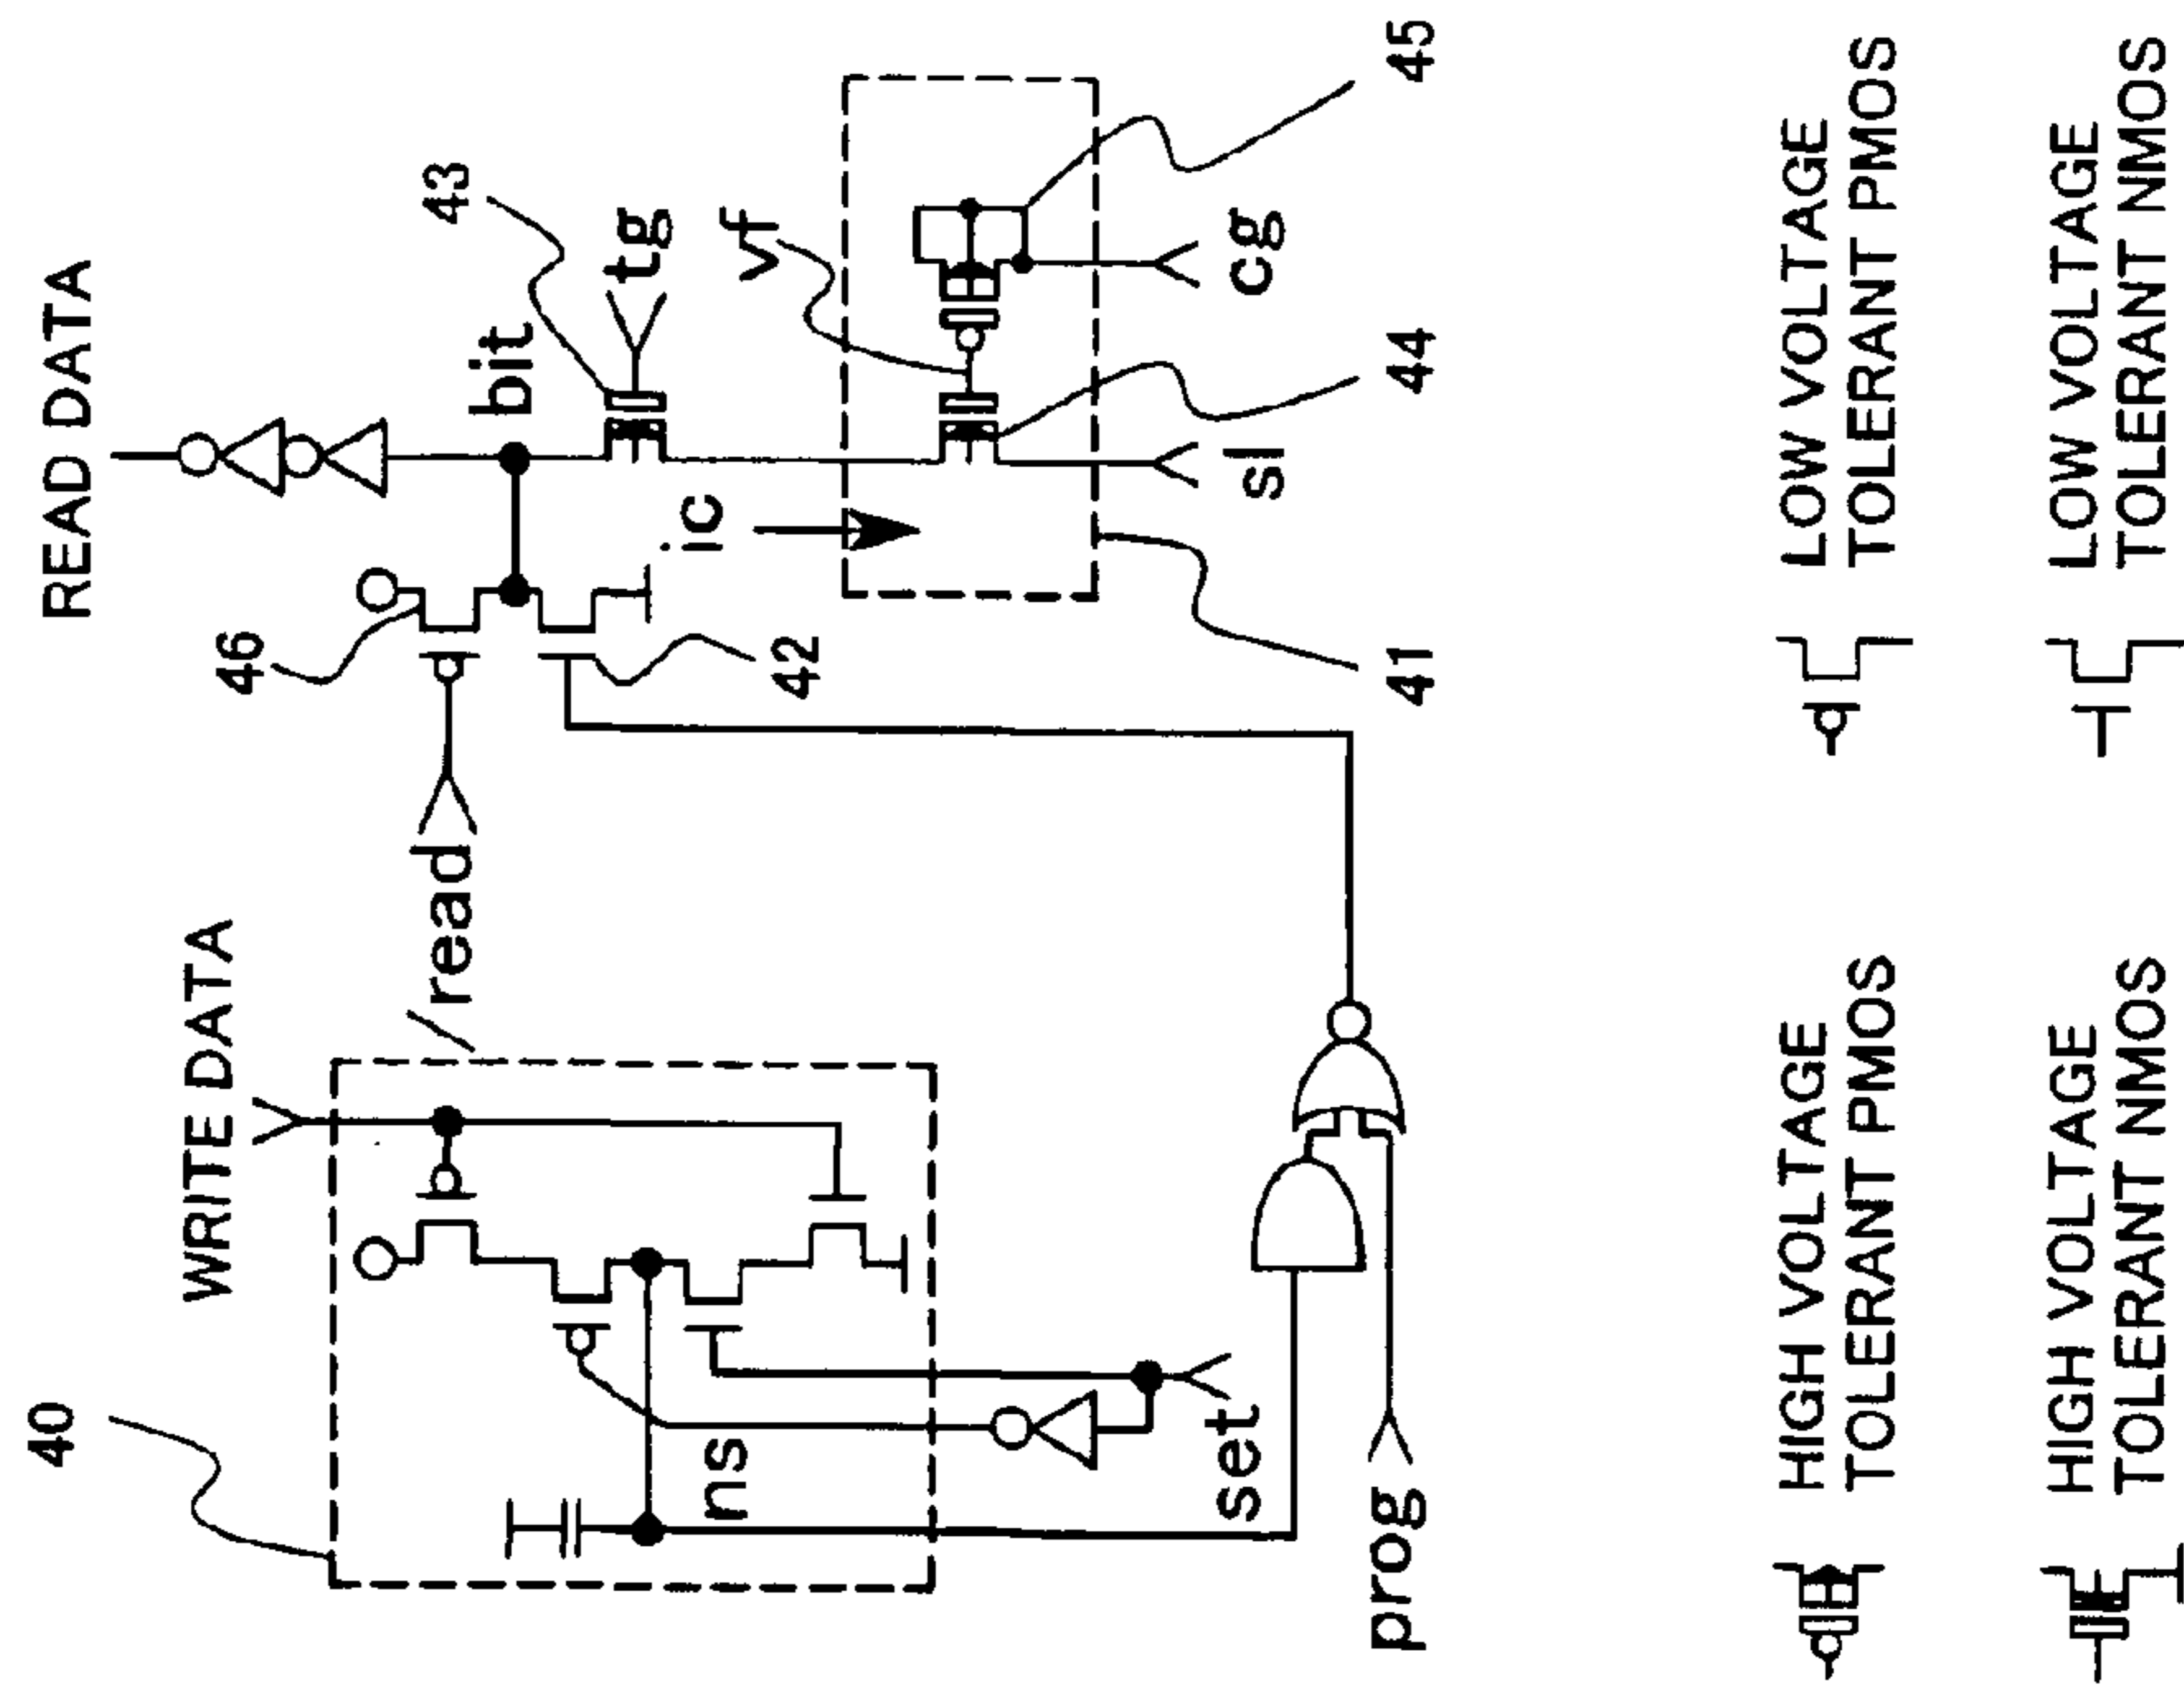 40
READ DATA
WRITE DATA
46
43
/read
bit
tg
ic
ns
vf
42
set
sl
cg
prog
41
44
45
HIGH VOLTAGE
TOLERANT PMOS
LOW VOLTAGE
TOLERANT PMOS
HIGH VOLTAGE
TOLERANT NMOS
LOW VOLTAGE
TOLERANT NMOS